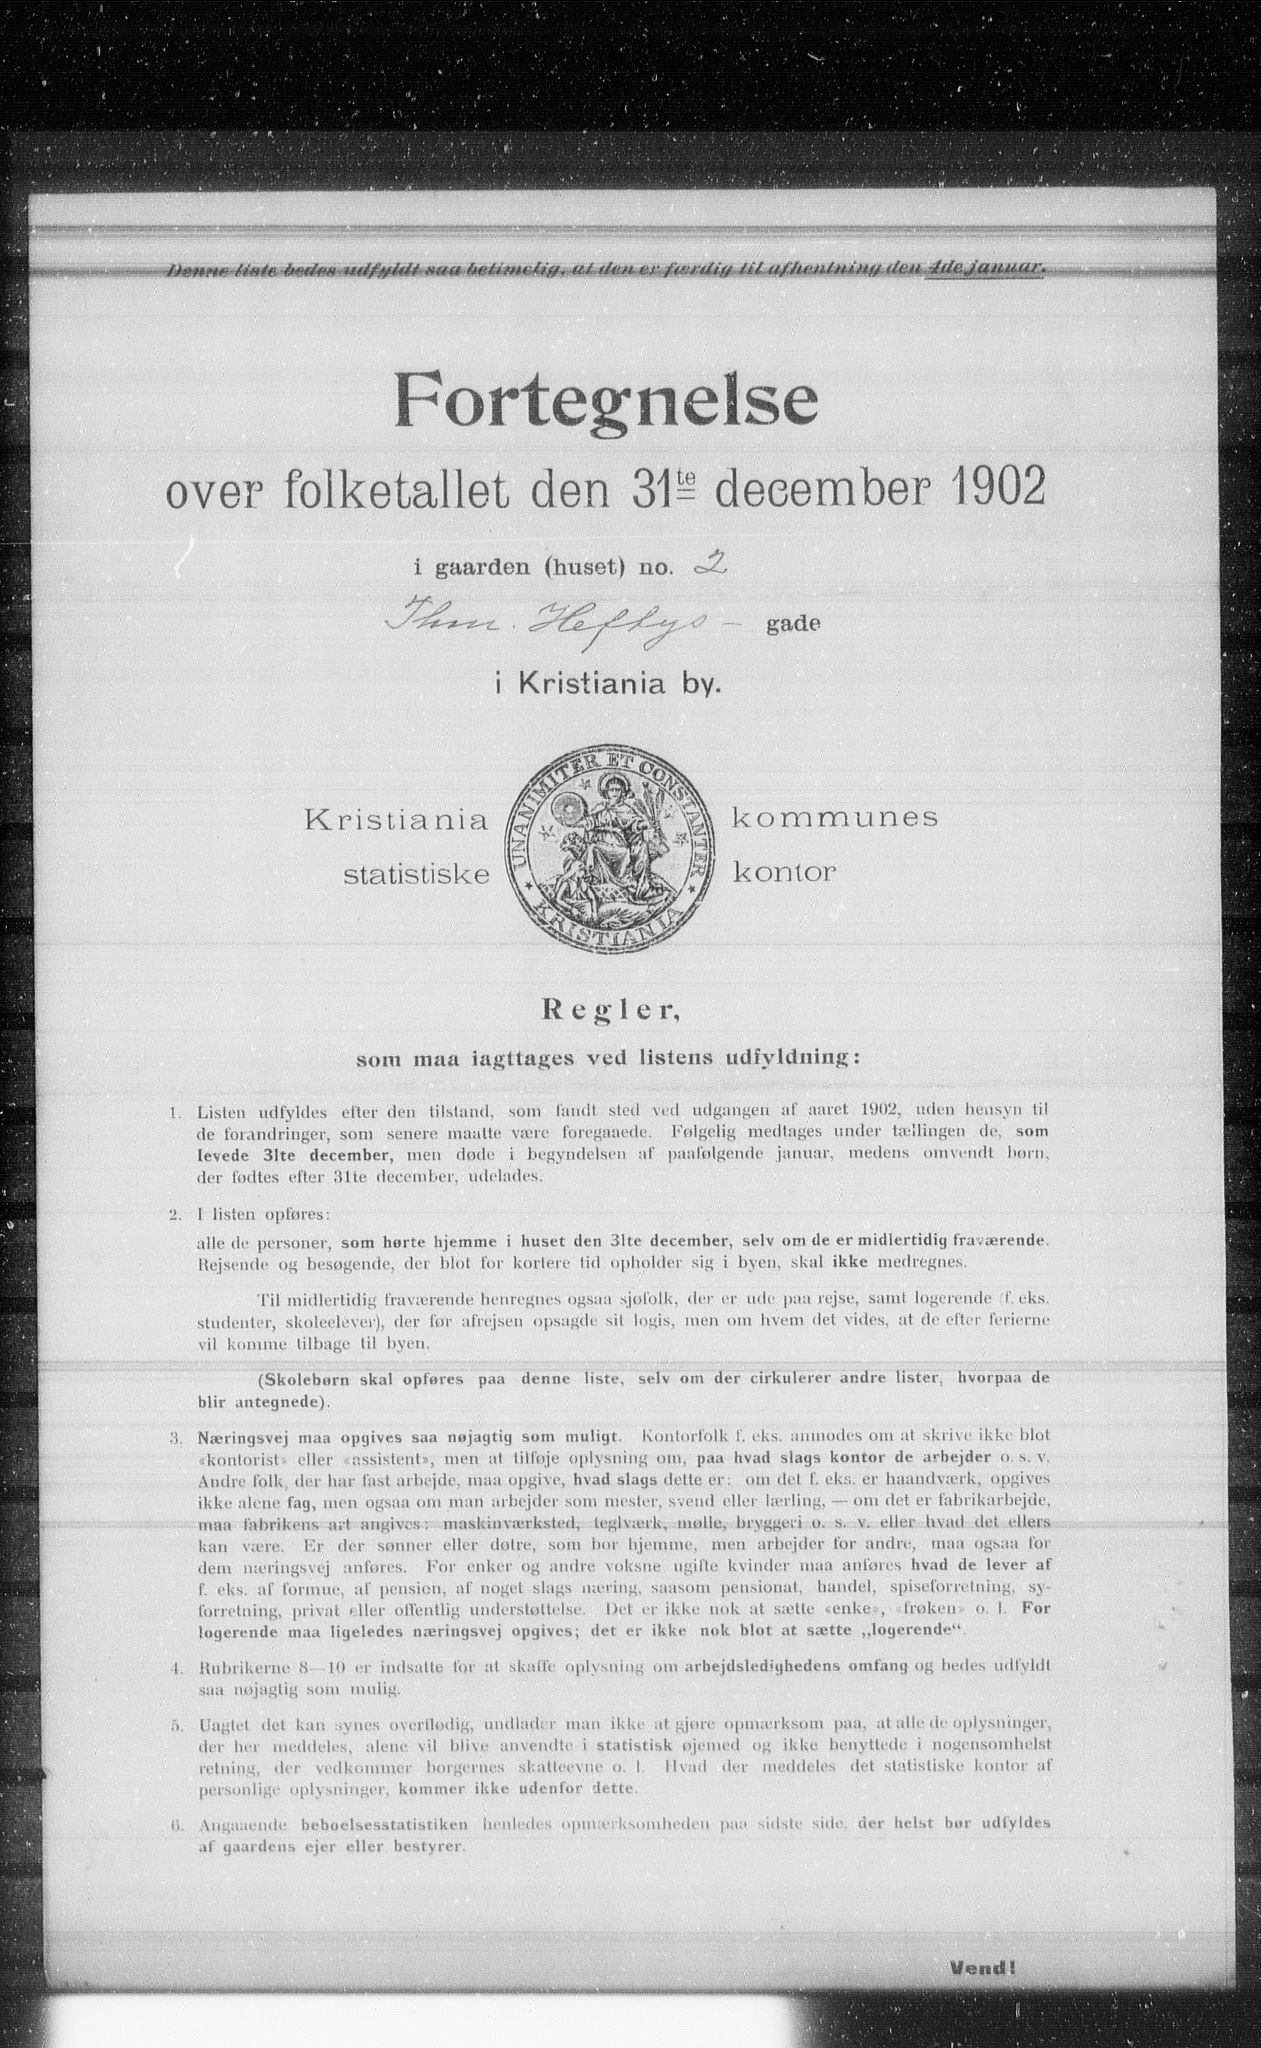 Denne liste bedes udfyldt saa betimelig, at den er færdig til afhentning den 4de januar.
Fortegnelse
over folketallet den 31te december 1902
i gaarden (huset) no. 2
Thm. Heftys - gade
i Kristiania by.
Kristiania kommunes
statistiske kontor
UNANIMITER ET CONSTANTER
* KRISTIANIA *
Regler,
som maa iagttages ved listens udfyldning:
1. Listen udfyldes efter den tilstand, som fandt sted ved udgangen af aaret 1902, uden hensyn til
de forandringer, som senere maatte være foregaaede. Følgelig medtages under tællingen de, som
levede 31te december, men døde i begyndelsen af paafølgende januar, medens omvendt børn,
der fødtes efter 31te december, udelades.
2. I listen opføres:
alle de personer, som hørte hjemme i huset den 31te december, selv om de er midlertidig fraværende.
Rejsende og besøgende, der blot for kortere tid opholder sig i byen, skal ikke medregnes.
Til midlertidig fraværende henregnes ogsaa sjøfolk, der er ude paa rejse, samt logerende (f. eks.
studenter, skoleelever), der før afrejsen opsagde sit logis, men om hvem det vides, at de efter ferierne
vil komme tilbage til byen.
(Skolebørn skal opføres paa denne liste, selv om der cirkulerer andre lister, hvorpaa de
blir antegnede).
3. Næringsvej maa opgives saa nøjagtig som muligt. Kontorfolk f. eks. anmodes om at skrive ikke blot
«kontorist» eller «assistent», men at tilføje oplysning om, paa hvad slags kontor de arbejder o. s. v.
Andre folk, der har fast arbejde, maa opgive, hvad slags dette er: om det f. eks. er haandværk, opgives
ikke alene fag, men ogsaa om man arbejder som mester, svend eller lærling, — om det er fabrikarbejde,
maa fabrikens art angives: maskinværksted, teglværk, mølle, bryggeri o. s. v. eller hvad det ellers
kan være. Er der sønner eller døtre, som bor hjemme, men arbejder for andre, maa ogsaa for
dem næringsvej anføres. For enker og andre voksne ugifte kvinder maa anføres hvad de lever af
f. eks. af formue, af pension, af noget slags næring, saasom pensionat, handel, spiseforretning, sy-
forretning, privat eller offentlig understøttelse. Det er ikke nok at sætte «enke», «frøken» o. l. For
logerende maa ligeledes næringsvej opgives; det er ikke nok blot at sætte „logerende“.
4. Rubrikerne 8—10 er indsatte for at skaffe oplysning om arbejdsledighedens omfang og bedes udfyldt
saa nøjagtig som mulig.
5. Uagtet det kan synes overflødig, undlader man ikke at gjøre opmærksom paa, at alle de oplysninger,
der her meddeles, alene vil blive anvendte i statistisk øjemed og ikke benyttede i nogensomhelst
retning, der vedkommer borgernes skatteevne o. l. Hvad der meddeles det statistiske kontor af
personlige oplysninger, kommer ikke udenfor dette.
6. Angaaende beboelsesstatistiken henledes opmærksomheden paa sidste side, der helst bør udfyldes
af gaardens ejer eller bestyrer.
Vend!